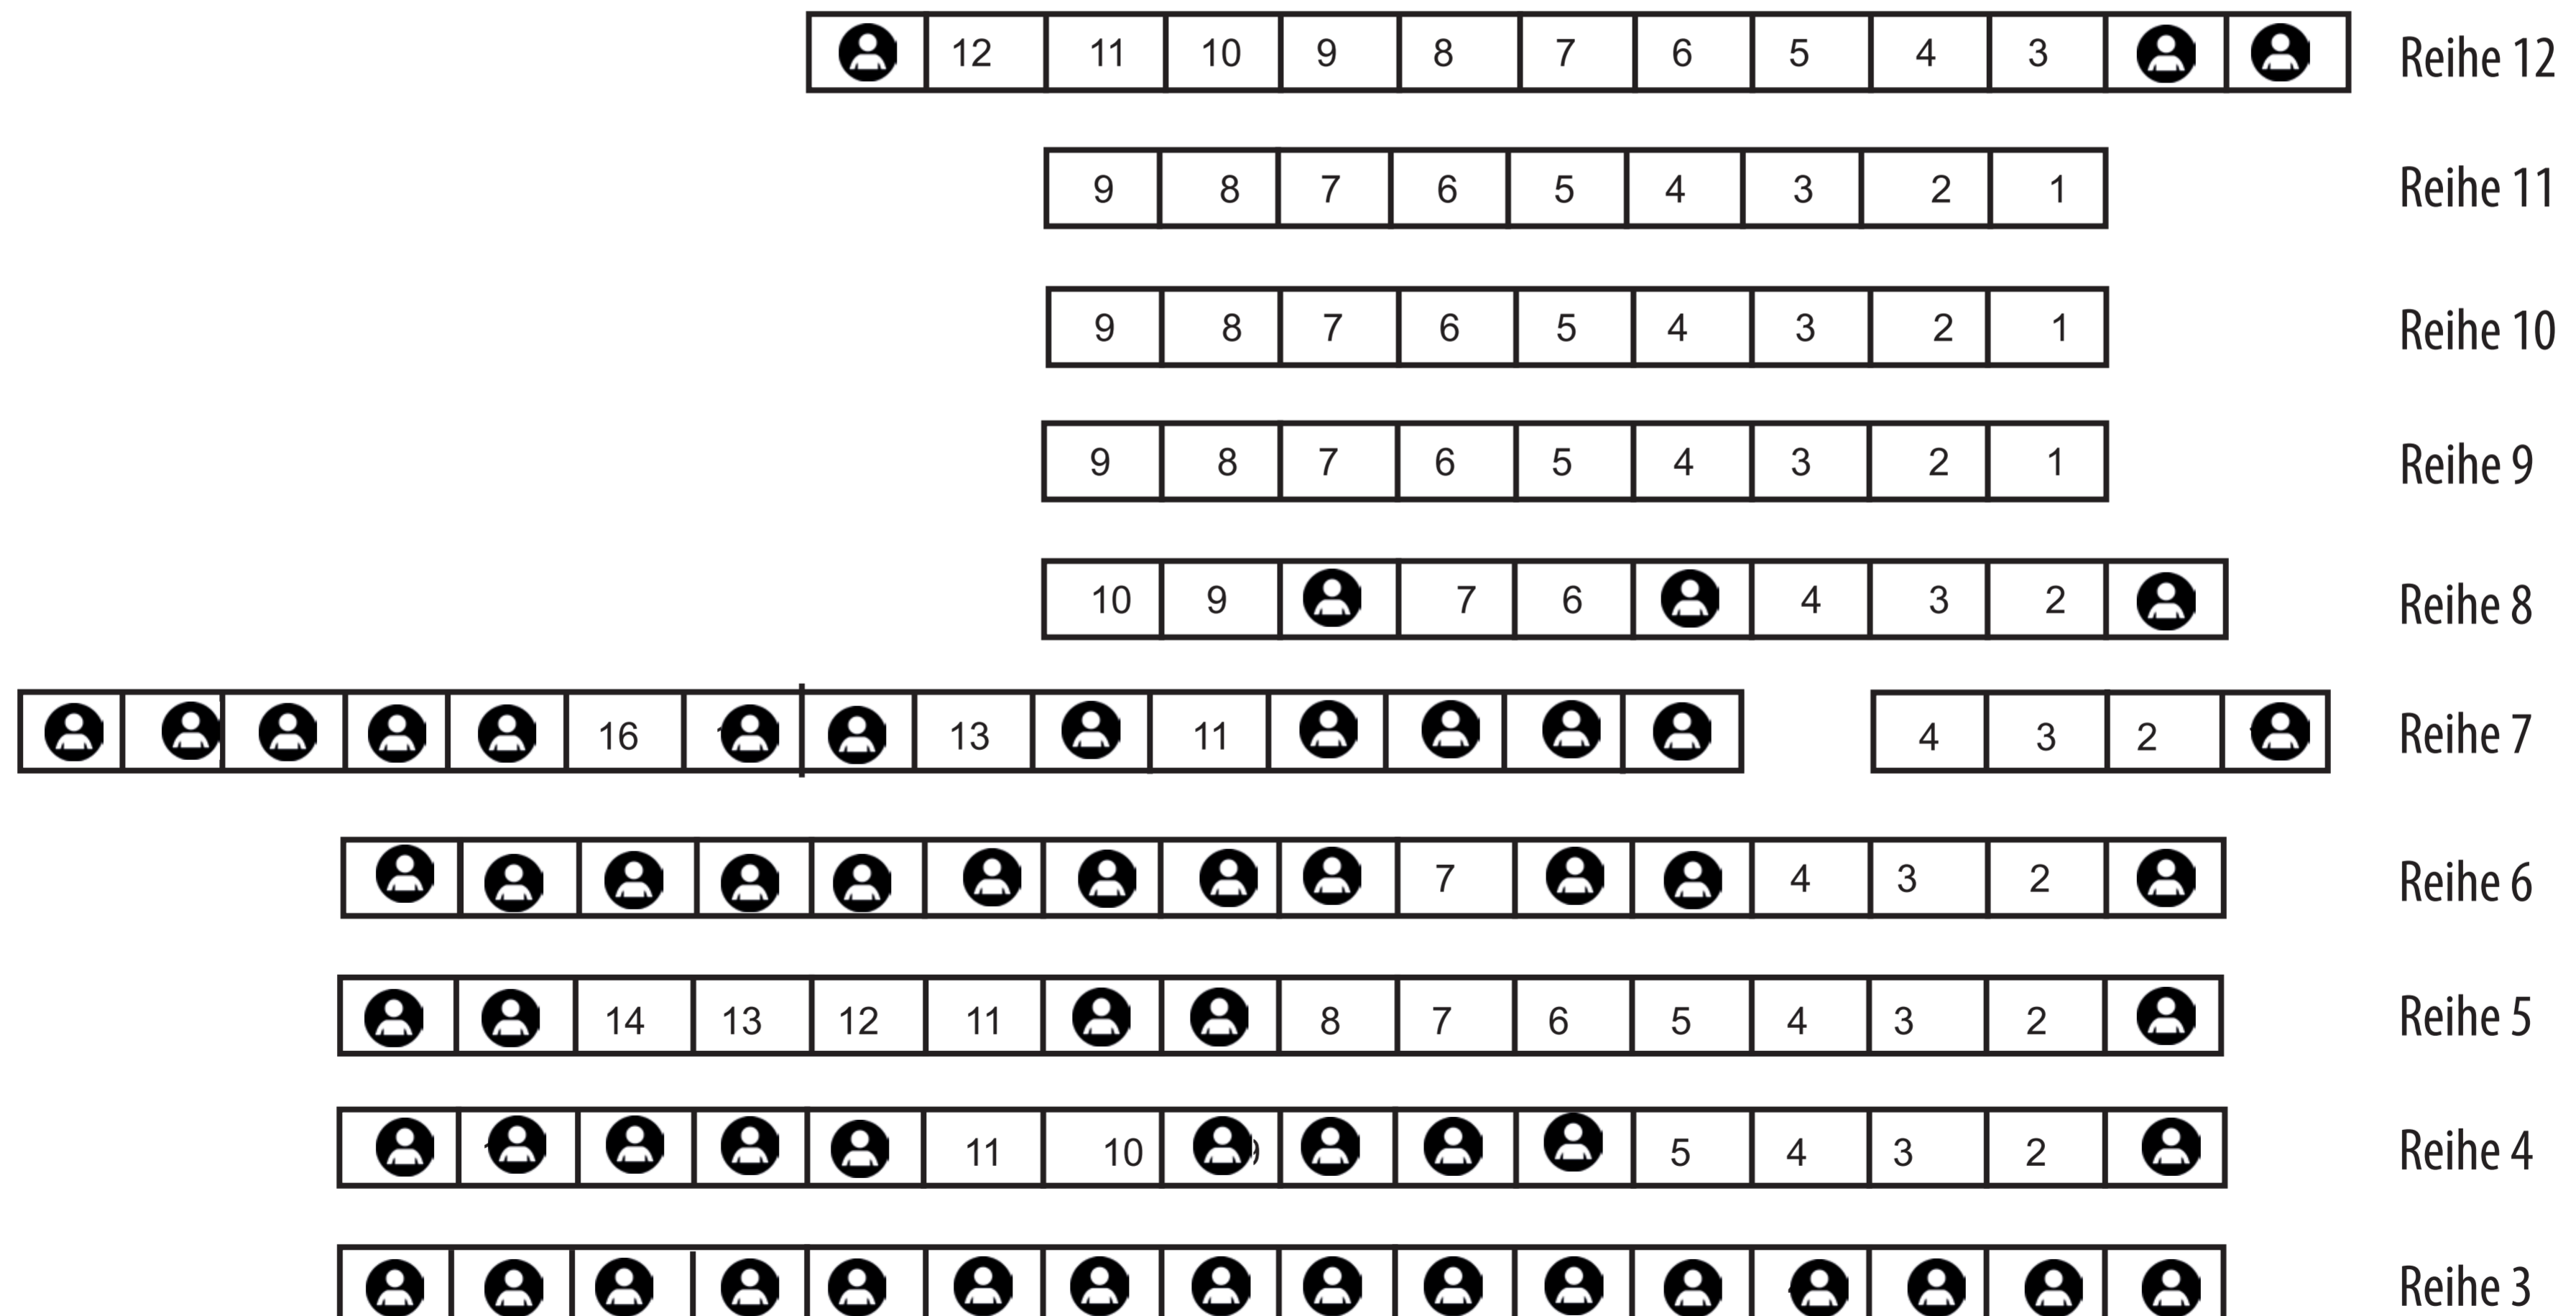 12 11 10 9 8 7 6 5 4 3 Reihe 12
9 8 7 6 5 4 3 2 1 Reihe 11
9 8 7 6 5 4 3 2 1 Reihe 10
9 8 7 6 5 4 3 2 1 Reihe 9
10 9 7 6 4 3 2 Reihe 8
16 13 11 4 3 2 Reihe 7
7 4 3 2 Reihe 6
14 13 12 11 8 7 6 5 4 3 2 Reihe 5
11 10 5 4 3 2 Reihe 4
Reihe 3